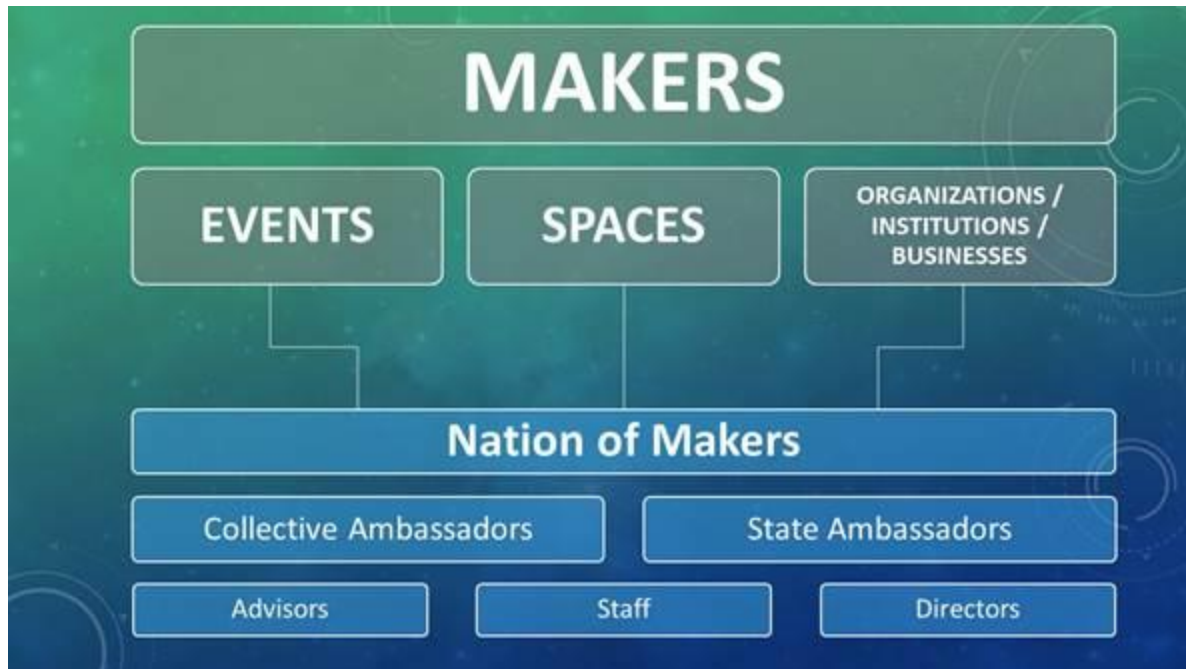 MAKERS
EVENTS
SPACES
ORGANIZATIONS /
INSTITUTIONS /
BUSINESSES
Nation of Makers
Collective Ambassadors
State Ambassadors
Advisors
Staff
Directors